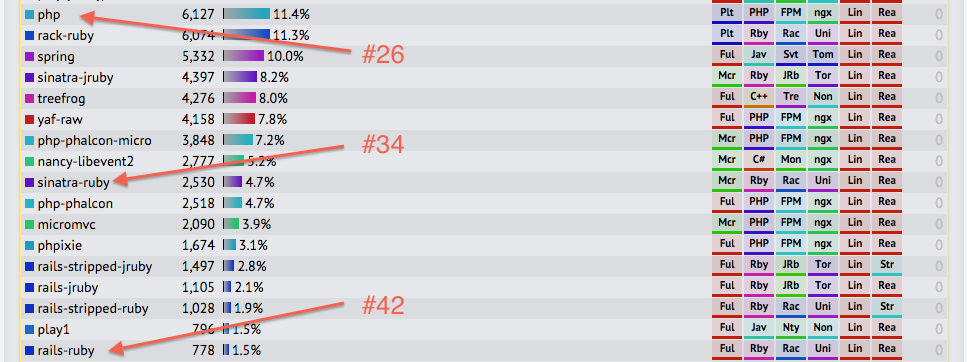 php 6,127 11.4% Plt PHP FPM ngx Lin Rea 0
rack-ruby 6,074 11.3% Plt Rby Rac Uni Lin Rea 0
#26
spring 5,332 10.0% Ful Jav Svt Tom Lin Rea 0
sinatra-jruby 4,397 8.2% Mcr Rby JRb Tor Lin Rea 0
treefrog 4,276 8.0% Ful C++ Tre Non Lin Rea 0
yaf-raw 4,158 7.8% Ful PHP FPM ngx Lin Rea 0
php-phalcon-micro 3,848 7.2% Mcr PHP FPM ngx Lin Rea 0
#34
nancy-libevent2 2,777 5.2% Mcr C# Mon ngx Lin Rea 0
sinatra-ruby 2,530 4.7% Mcr Rby Rac Uni Lin Rea 0
php-phalcon 2,518 4.7% Ful PHP FPM ngx Lin Rea 0
micromvc 2,090 3.9% Mcr PHP FPM ngx Lin Rea 0
phpixie 1,674 3.1% Ful PHP FPM ngx Lin Rea 0
rails-stripped-jruby 1,497 2.8% Ful Rby JRb Tor Lin Str 0
rails-jruby 1,105 2.1% Ful Rby JRb Tor Lin Rea 0
rails-stripped-ruby 1,028 1.9% Ful Rby Rac Uni Lin Str 0
#42
play1 796 1.5% Ful Jav Nty Non Lin Rea 0
rails-ruby 778 1.5% Ful Rby Rac Uni Lin Rea 0